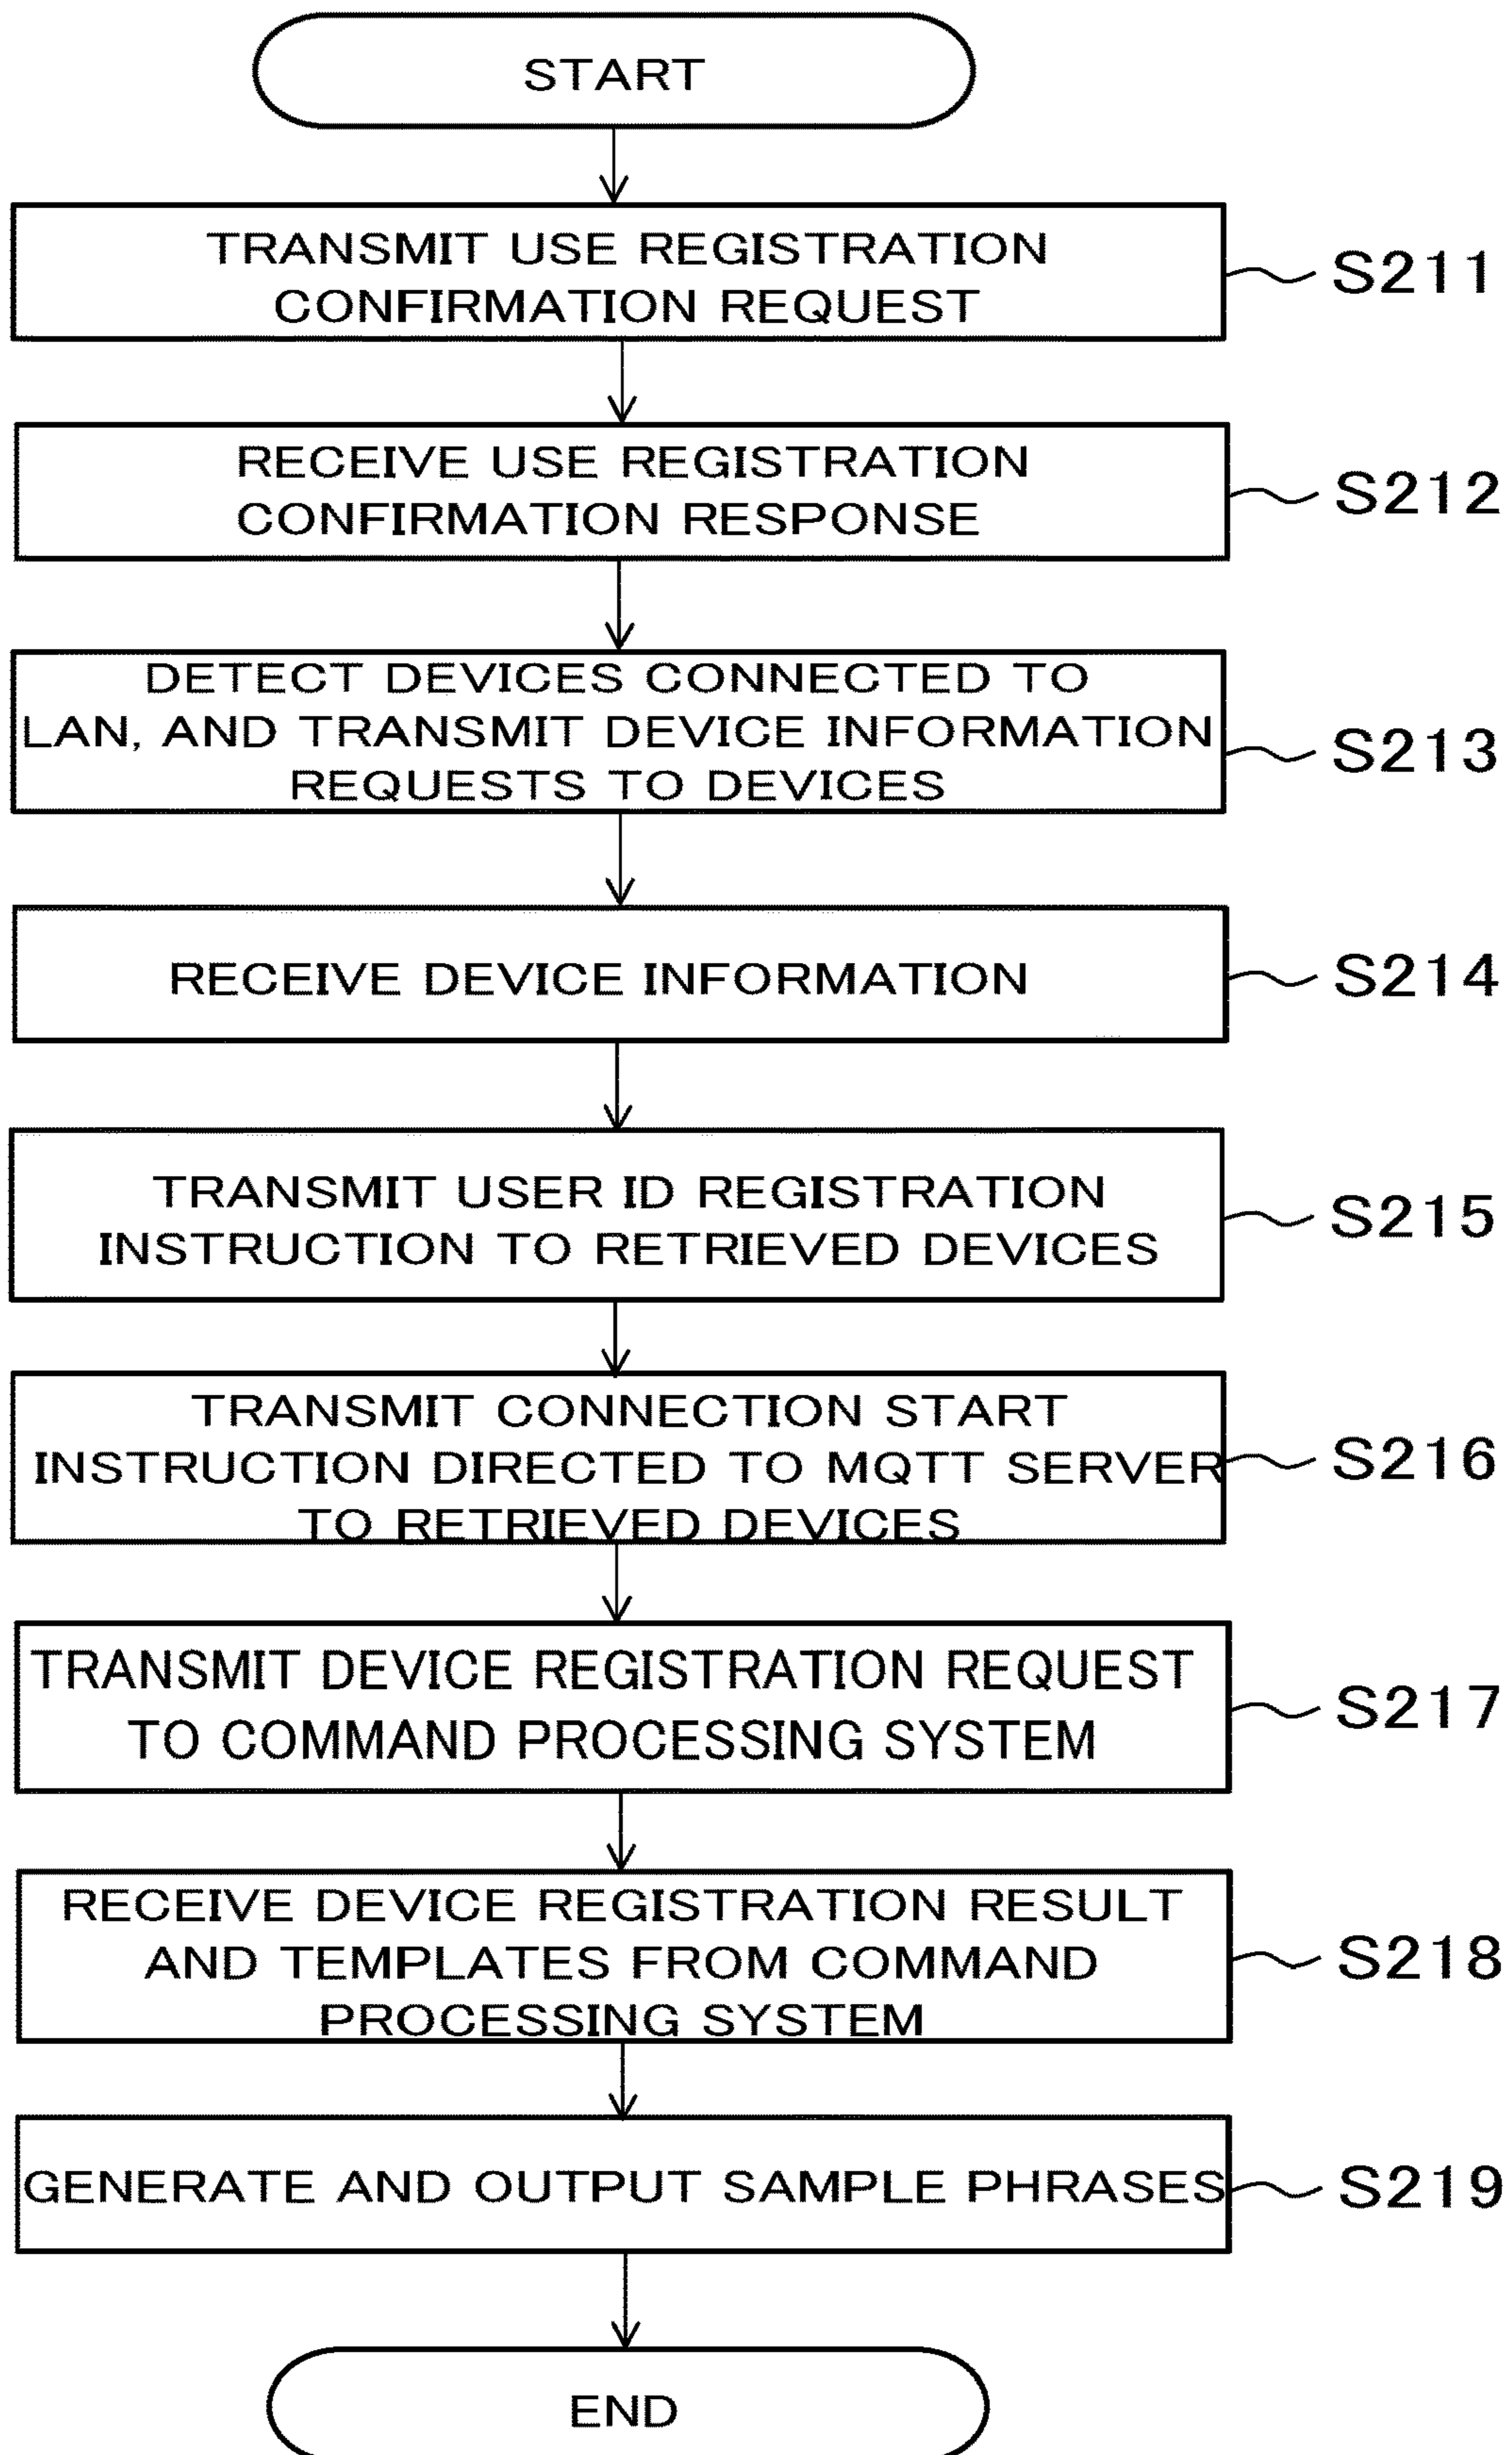 START
TRANSMIT USE REGISTRATION
CONFIRMATION REQUEST
S211
RECEIVE USE REGISTRATION
CONFIRMATION RESPONSE
S212
DETECT DEVICES CONNECTED TO
LAN, AND TRANSMIT DEVICE INFORMATION
REQUESTS TO DEVICES
S213
RECEIVE DEVICE INFORMATION
S214
TRANSMIT USER ID REGISTRATION
INSTRUCTION TO RETRIEVED DEVICES
S215
TRANSMIT CONNECTION START
INSTRUCTION DIRECTED TO MQTT SERVER
TO RETRIEVED DEVICES
S216
TRANSMIT DEVICE REGISTRATION REQUEST
TO COMMAND PROCESSING SYSTEM
S217
RECEIVE DEVICE REGISTRATION RESULT
AND TEMPLATES FROM COMMAND
PROCESSING SYSTEM
S218
GENERATE AND OUTPUT SAMPLE PHRASES
S219
END